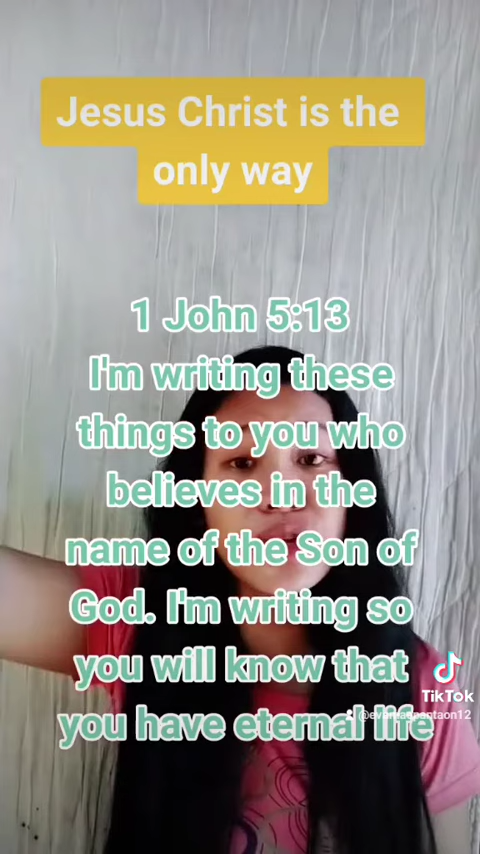 Jesus Christ is the
only way
1 John 5:13
I'm writing these
things to you who
believes in the
name of the Son of
God. I'm writing so
you will know that
you have eternal life
TikTok